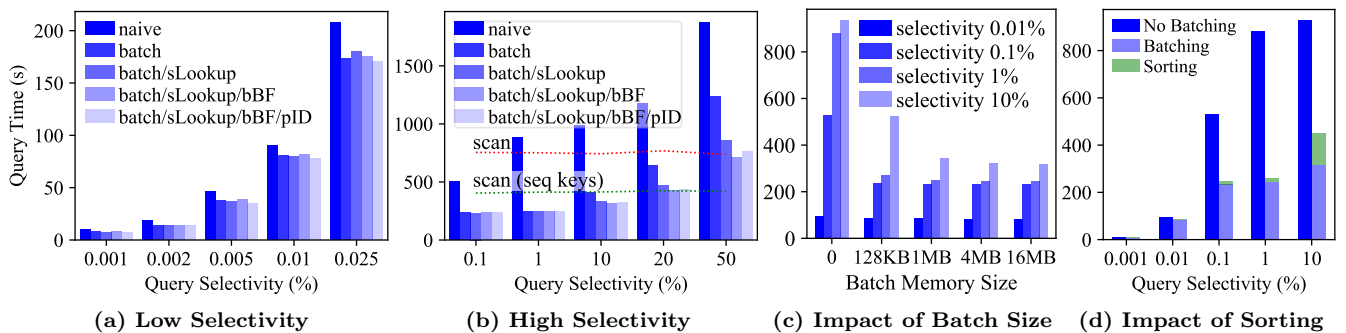 Query Time (s)
200
150
100
50
0
naive
batch
batch/sLookup
batch/sLookup/bBF
batch/sLookup/bBF/pID
0.001 0.002 0.005 0.01 0.025
Query Selectivity (%)
(a) Low Selectivity
1500
1000
500
0
naive
batch
batch/sLookup
batch/sLookup/bBF
batch/sLookup/bBF/pID
scan
scan (seq keys)
0.1 1 10 20 50
Query Selectivity (%)
(b) High Selectivity
800
600
400
200
0
selectivity 0.01%
selectivity 0.1%
selectivity 1%
selectivity 10%
0 128KB 1MB 4MB 16MB
Batch Memory Size
(c) Impact of Batch Size
800
600
400
200
0
No Batching
Batching
Sorting
0.001 0.01 0.1 1 10
Query Selectivity (%)
(d) Impact of Sorting